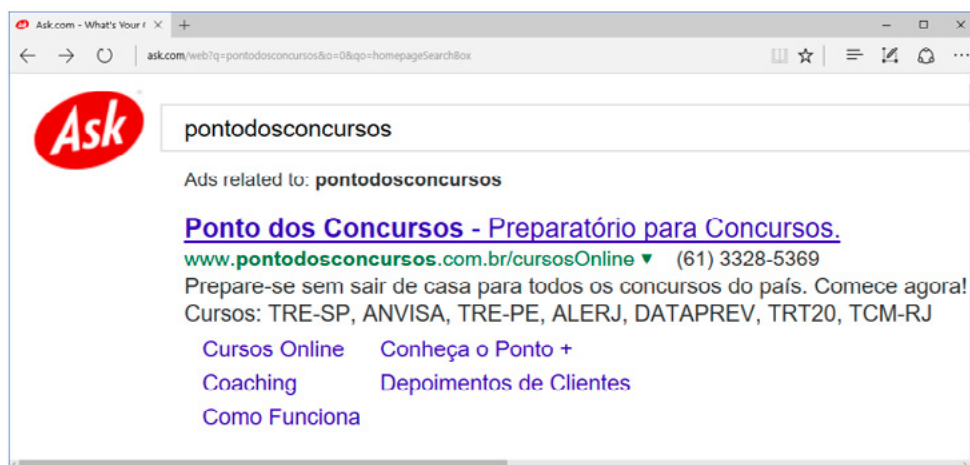 Ask.com - What's Your
ask.com/web?q=pontodosconcursos&o=0&qo=homepageSearchBox
Ask
pontodosconcursos
Ads related to: pontodosconcursos
Ponto dos Concursos - Preparatório para Concursos.
www.pontodosconcursos.com.br/cursosOnline (61) 3328-5369
Prepare-se sem sair de casa para todos os concursos do país. Comece agora!
Cursos: TRE-SP, ANVISA, TRE-PE, ALERJ, DATAPREV, TRT20, TCM-RJ
Cursos Online Conheça o Ponto +
Coaching Depoimentos de Clientes
Como Funciona